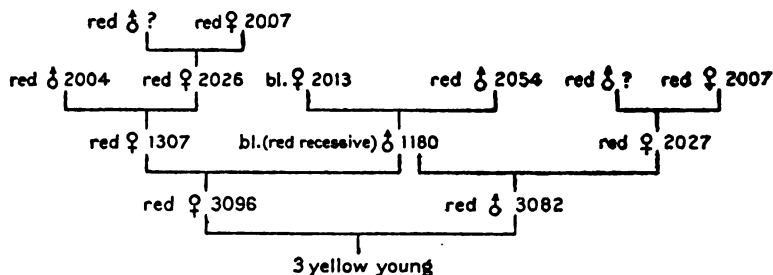 red ♂ ? red ♀ 2007
red ♂ 2004 red ♀ 2026 bl. ♀ 2013 red ♂ 2054 red ♂ ? red ♀ 2007
red ♀ 1307 bl. (red recessive) ♂ 1180 red ♀ 2027
red ♀ 3096 red ♂ 3082
3 yellow young